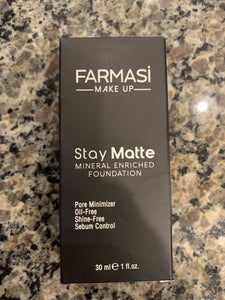 FARMASi
MAKE UP
Stay Matte
MINERAL ENRICHED
FOUNDATION
Pore Minimizer
Oil-Free
Shine-Free
Sebum Control
30 ml ℮ 1 fl.oz.